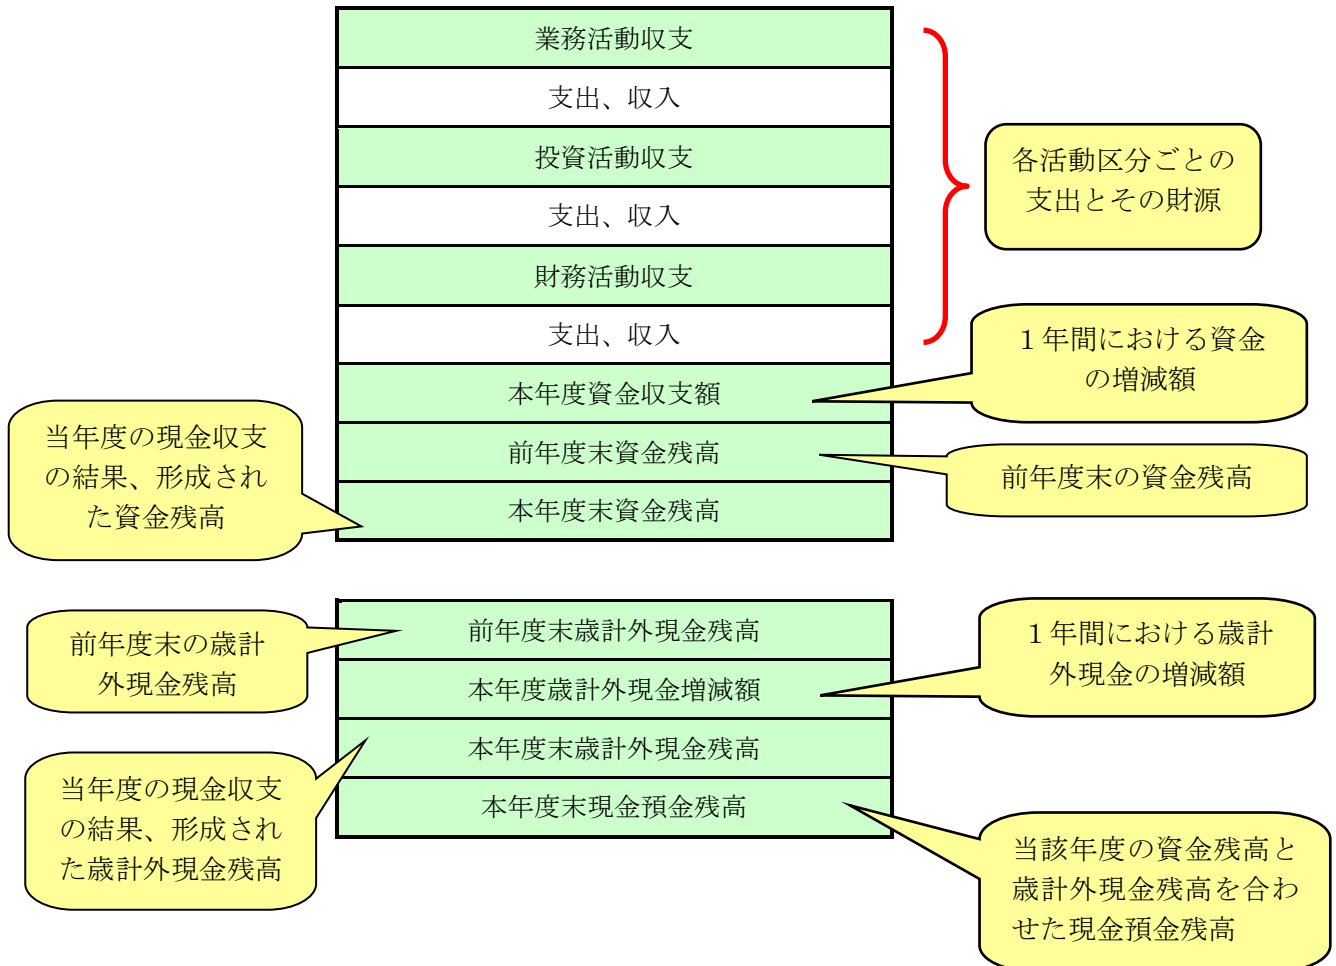 業務活動収支
支出、収入
投資活動収支
支出、収入
財務活動収支
支出、収入
本年度資金収支額
前年度末資金残高
本年度末資金残高
各活動区分ごとの
支出とその財源
１年間における資金
の増減額
前年度末の資金残高
当年度の現金収支
の結果、形成され
た資金残高
前年度末歳計外現金残高
本年度歳計外現金増減額
本年度末歳計外現金残高
本年度末現金預金残高
前年度末の歳計
外現金残高
１年間における歳計
外現金の増減額
当年度の現金収支
の結果、形成され
た歳計外現金残高
当該年度の資金残高と
歳計外現金残高を合わ
せた現金預金残高